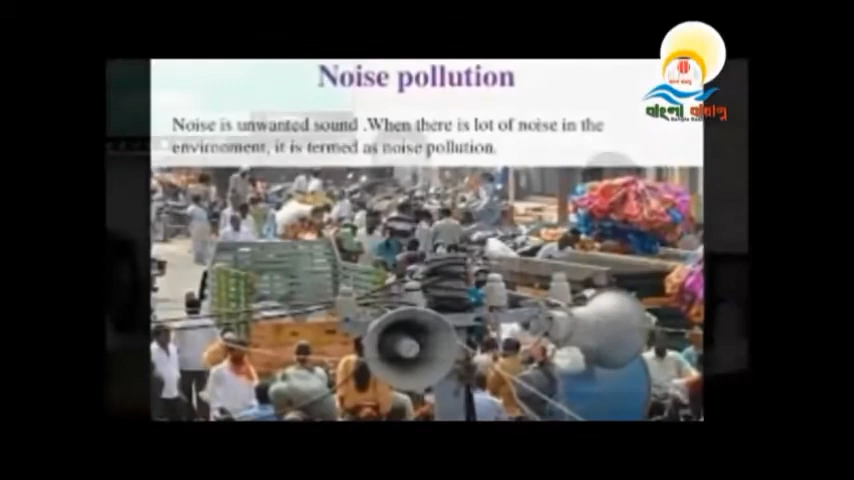 Noise pollution
Noise is unwanted sound .When there is lot of noise in the
envirnoment, it is termed as noise pollution.
বাংলা